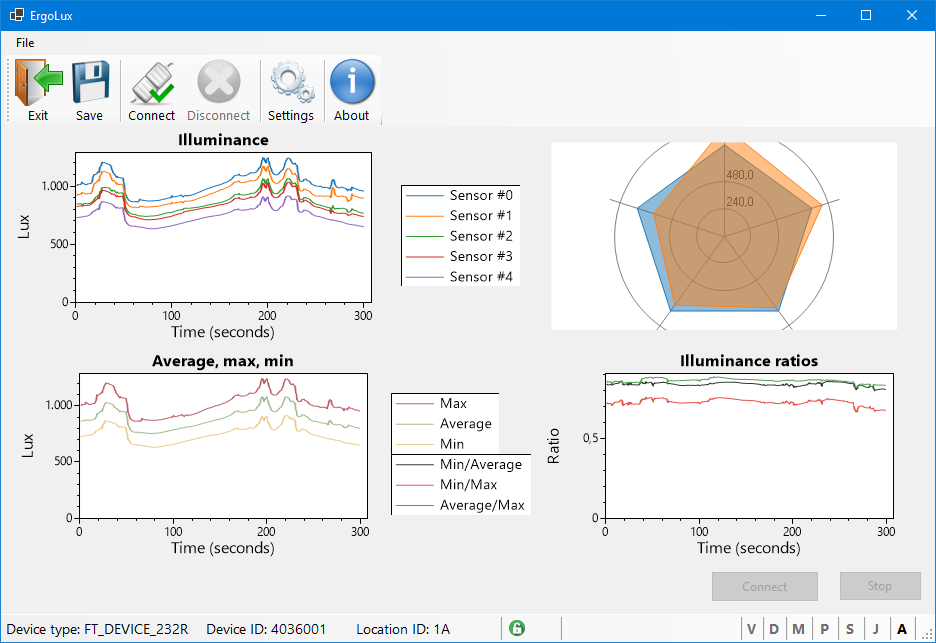 ErgoLux
File
Exit Save Connect Disconnect Settings About
Illuminance
1.000
500
0
Lux
0 100 200 300
Time (seconds)
Sensor #0
Sensor #1
Sensor #2
Sensor #3
Sensor #4
480,0
240,0
Average, max, min
1.000
500
0
Lux
0 100 200 300
Time (seconds)
Max
Average
Min
Min/Average
Min/Max
Average/Max
Illuminance ratios
0,5
0
Ratio
0 100 200 300
Time (seconds)
Connect Stop
Device type: FT_DEVICE_232R Device ID: 4036001 Location ID: 1A V D M P S J A